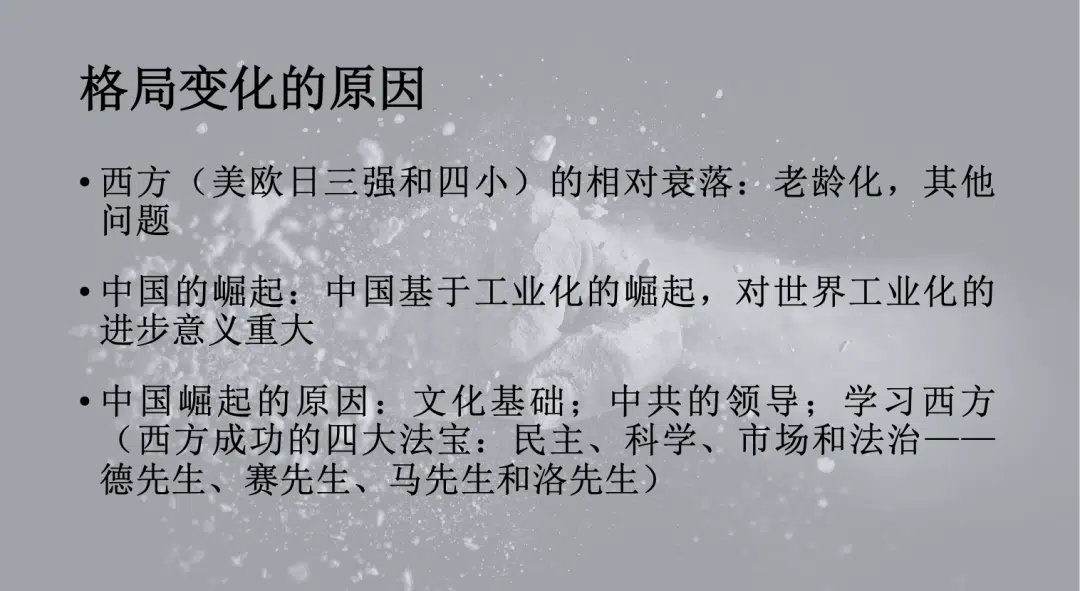 格局变化的原因
• 西方（美欧日三强和四小）的相对衰落：老龄化，其他
问题
• 中国的崛起：中国基于工业化的崛起，对世界工业化的
进步意义重大
• 中国崛起的原因：文化基础；中共的领导；学习西方
（西方成功的四大法宝：民主、科学、市场和法治——
德先生、赛先生、马先生和洛先生）